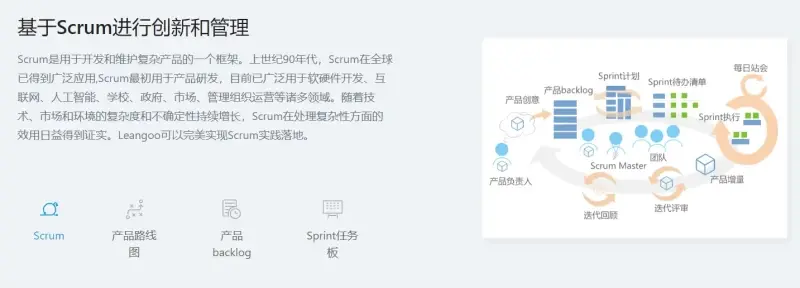 基于Scrum进行创新和管理
Scrum是用于开发和维护复杂产品的一个框架。上世纪90年代，Scrum在全球
已得到广泛应用,Scrum最初用于产品研发，目前已广泛用于软硬件开发、互
联网、人工智能、学校、政府、市场、管理组织运营等诸多领域。随着技
术、市场和环境的复杂度和不确定性持续增长，Scrum在处理复杂性方面的
效用日益得到证实。Leangoo可以完美实现Scrum实践落地。
Scrum
产品路线
图
产品
backlog
Sprint任务
板
每日站会
Sprint计划
Sprint待办清单
产品backlog
产品创意
Sprint执行
团队
Scrum Master
产品负责人
产品增量
迭代回顾
迭代评审